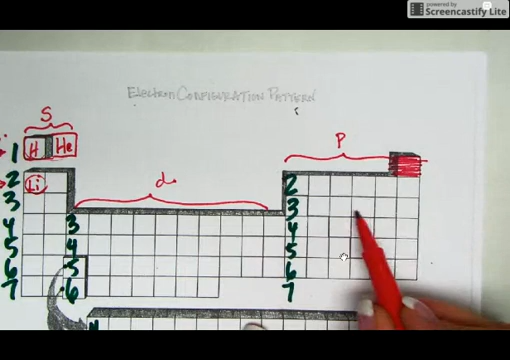 powered by
Screencastify Lite
ELECTRON CONFIGURATION PATTERN
S
P
1 H He
2 Li
d
2
3 3 3
4 4 4
5 5 5
6 6 6
7 7